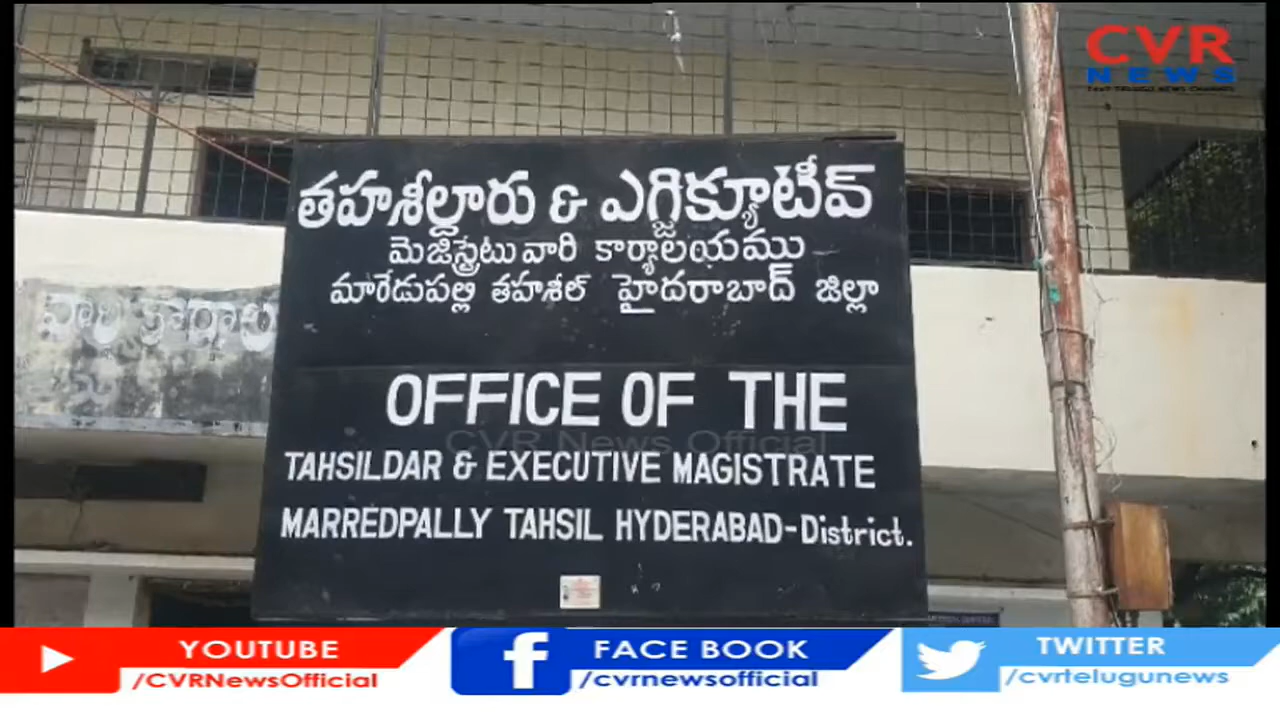 CVR
NEWS
తహశీల్దారు & ఎగ్జిక్యూటీవ్
మెజిస్ట్రేటు వారి కార్యాలయము
మారేడుపల్లి తహశీల్ హైదరాబాద్ జిల్లా
వారి కార్యాల
OFFICE OF THE
CVR News Official
TAHSILDAR & EXECUTIVE MAGISTRATE
MARREDPALLY TAHSIL HYDERABAD-District.
YOUTUBE
/CVRNewsOfficial
FACE BOOK
/cvrnewsofficial
TWITTER
/cvrtelugunews